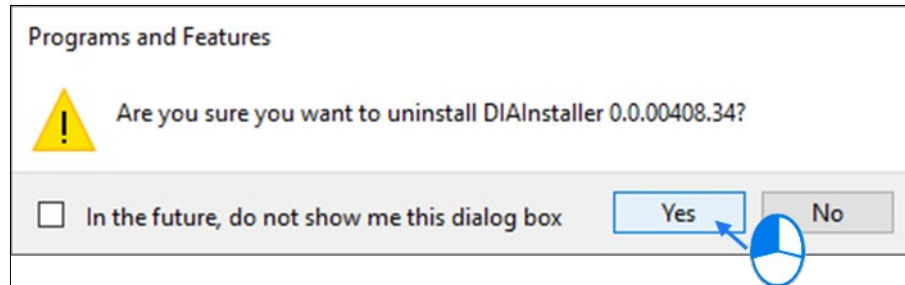 Programs and Features
Are you sure you want to uninstall DIAInstaller 0.0.00408.34?
In the future, do not show me this dialog box
Yes
No